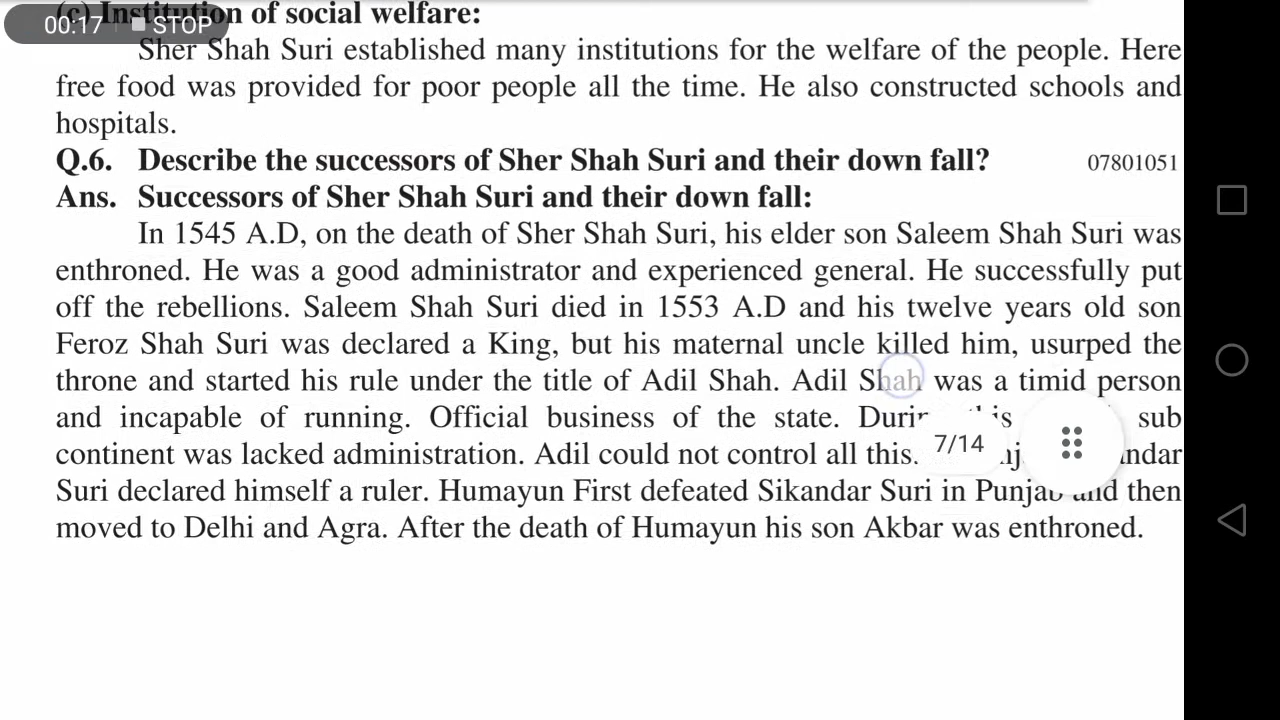 00:17 STOP
(c) Institution of social welfare:
Sher Shah Suri established many institutions for the welfare of the people. Here
free food was provided for poor people all the time. He also constructed schools and
hospitals.
Q.6. Describe the successors of Sher Shah Suri and their down fall? 07801051
Ans. Successors of Sher Shah Suri and their down fall:
In 1545 A.D, on the death of Sher Shah Suri, his elder son Saleem Shah Suri was
enthroned. He was a good administrator and experienced general. He successfully put
off the rebellions. Saleem Shah Suri died in 1553 A.D and his twelve years old son
Feroz Shah Suri was declared a King, but his maternal uncle killed him, usurped the
throne and started his rule under the title of Adil Shah. Adil Shah was a timid person
and incapable of running. Official business of the state. During this sub
7/14
continent was lacked administration. Adil could not control all this.
Suri declared himself a ruler. Humayun First defeated Sikandar Suri in Punjab and then
moved to Delhi and Agra. After the death of Humayun his son Akbar was enthroned.